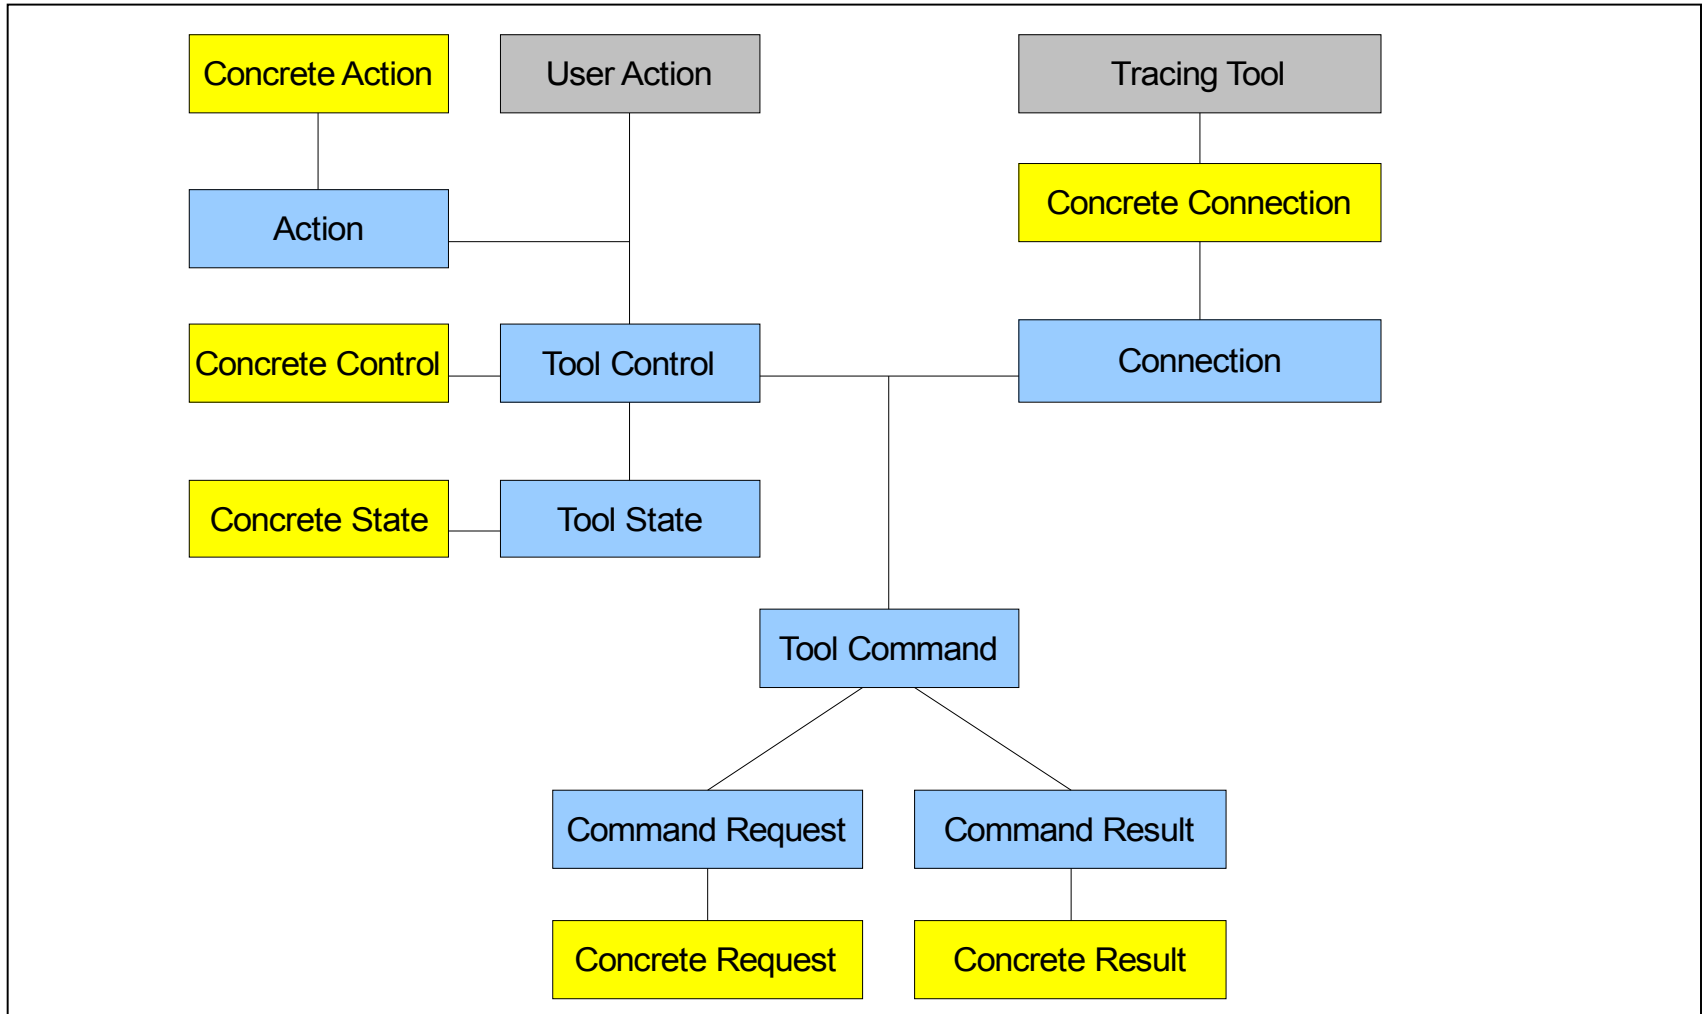 Concrete Action
User Action
Tracing Tool
Concrete Connection
Action
Concrete Control
Tool Control
Connection
Concrete State
Tool State
Tool Command
Command Request
Command Result
Concrete Request
Concrete Result